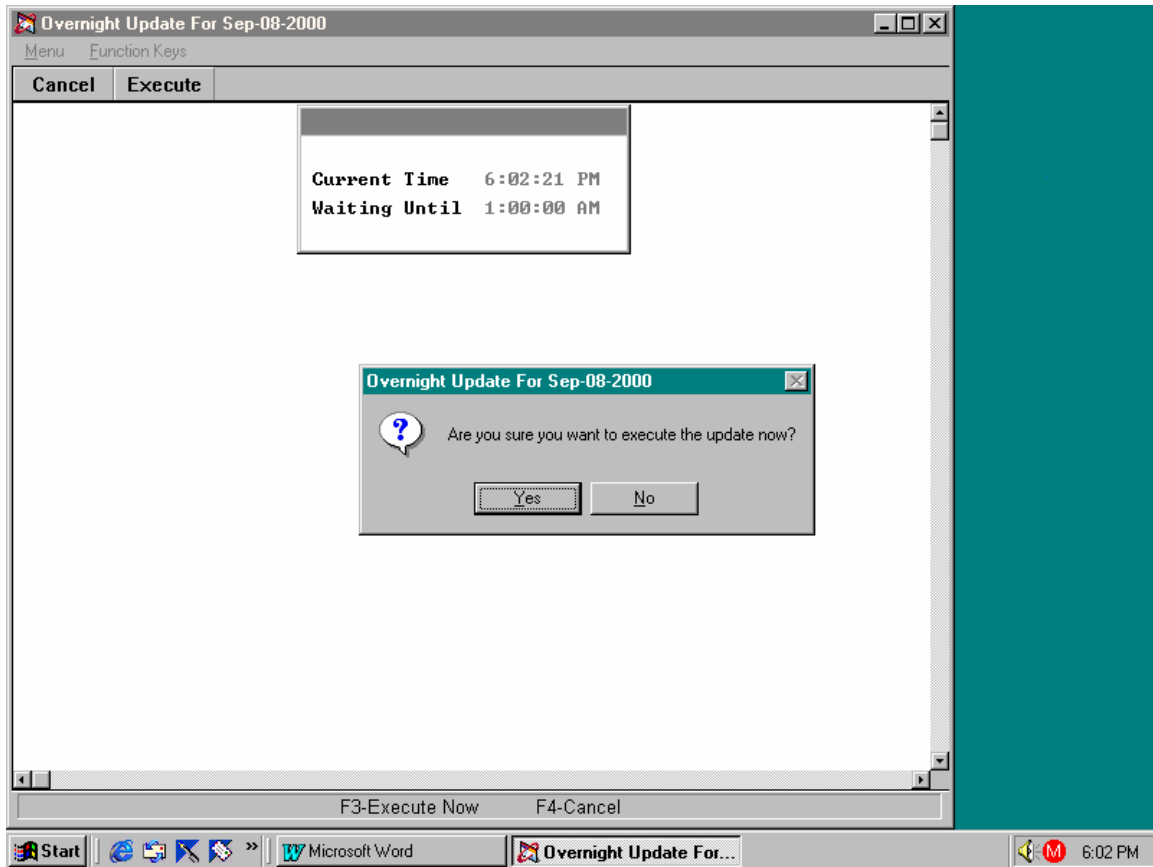 Overnight Update For Sep-08-2000
Menu Function Keys
Cancel Execute
Current Time 6:02:21 PM
Waiting Until 1:00:00 AM
Overnight Update For Sep-08-2000
Are you sure you want to execute the update now?
Yes No
F3-Execute Now F4-Cancel
Start » Microsoft Word Overnight Update For... M 6:02 PM